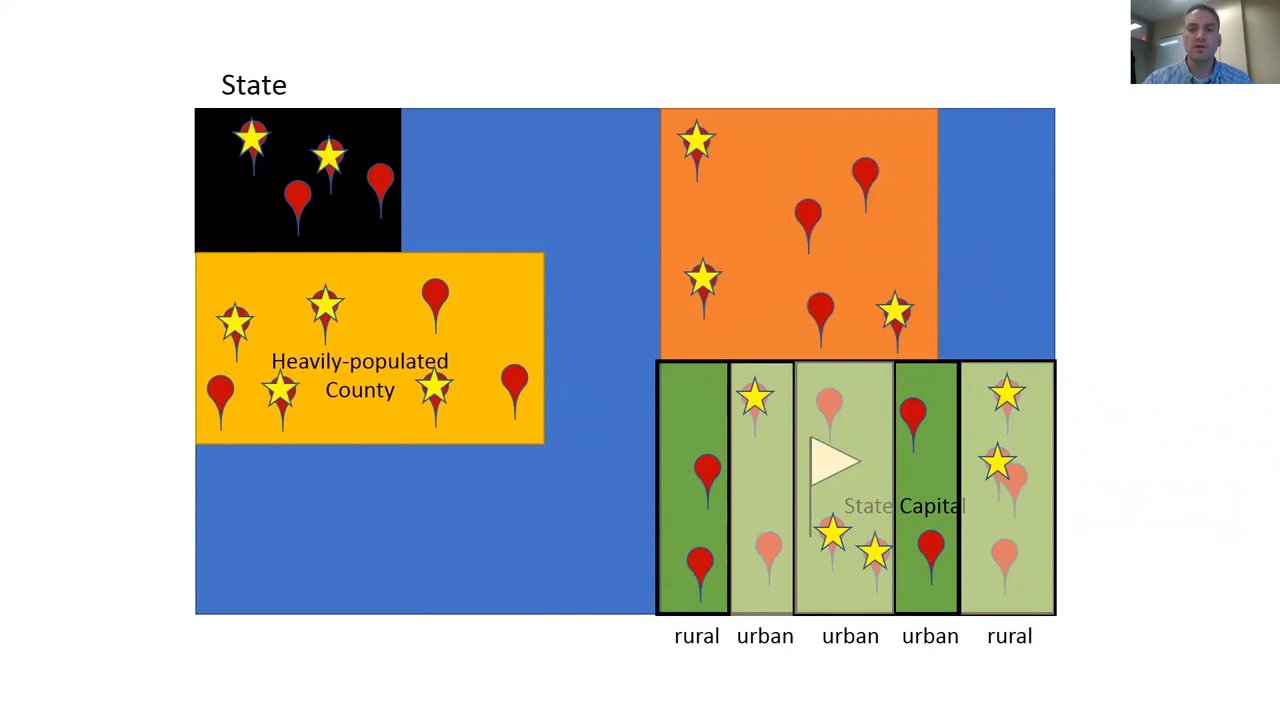 State
Heavily-populated
County
State Capital
rural urban urban urban rural